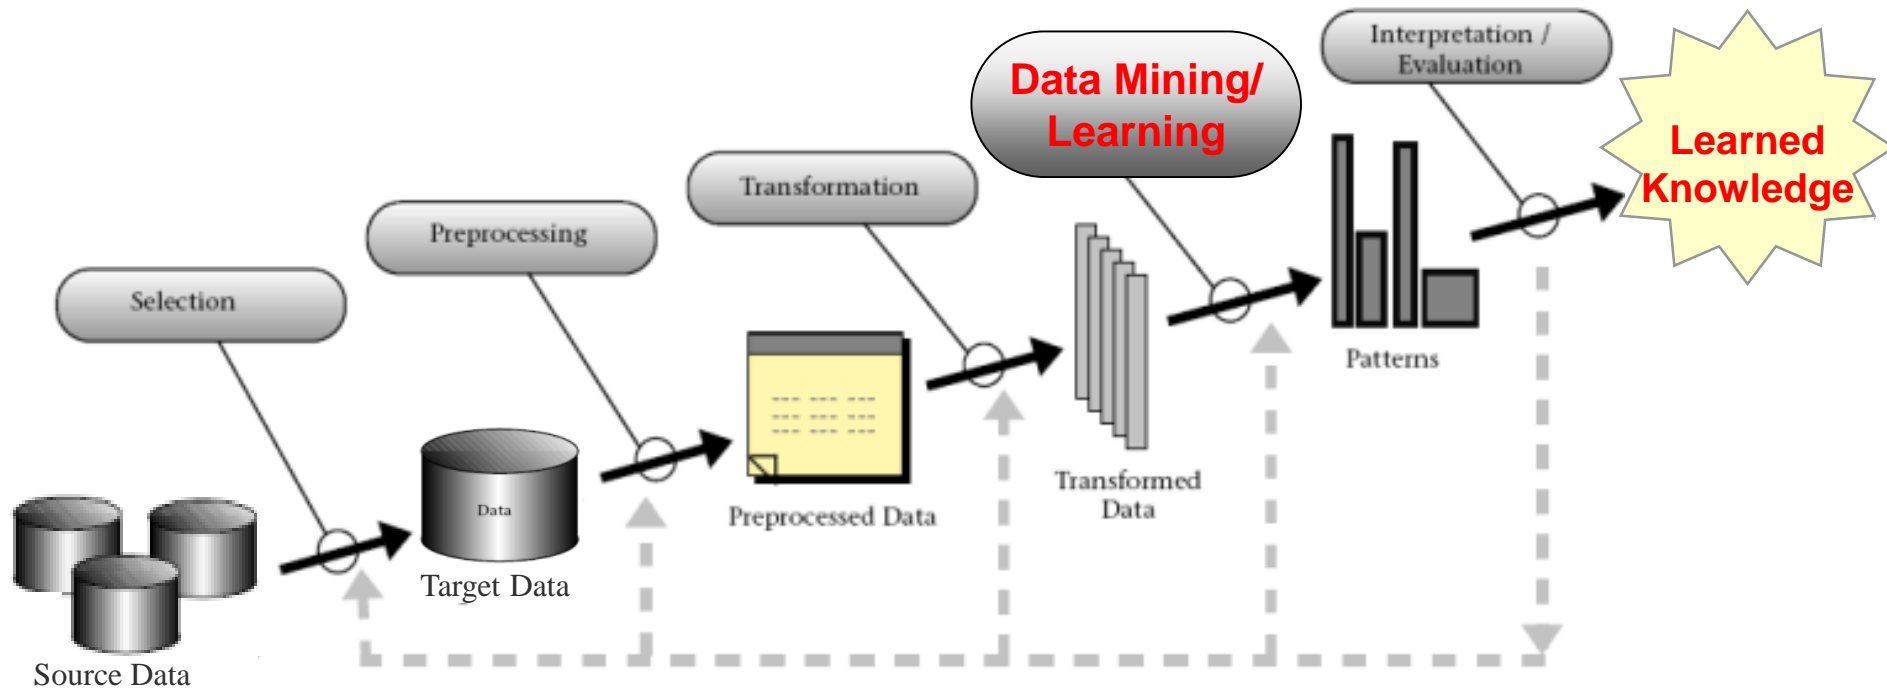 Selection
Preprocessing
Transformation
Data Mining/
Learning
Interpretation /
Evaluation
Source Data
Data
Target Data
Preprocessed Data
Transformed
Data
Patterns
Learned
Knowledge